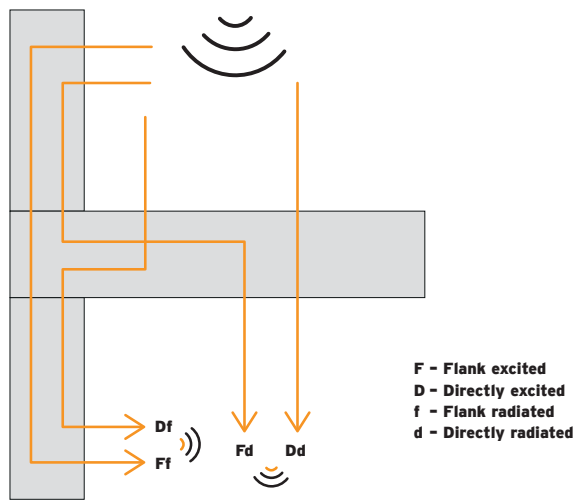 F – Flank excited
D – Directly excited
f – Flank radiated
d – Directly radiated
Df
Ff
Fd Dd